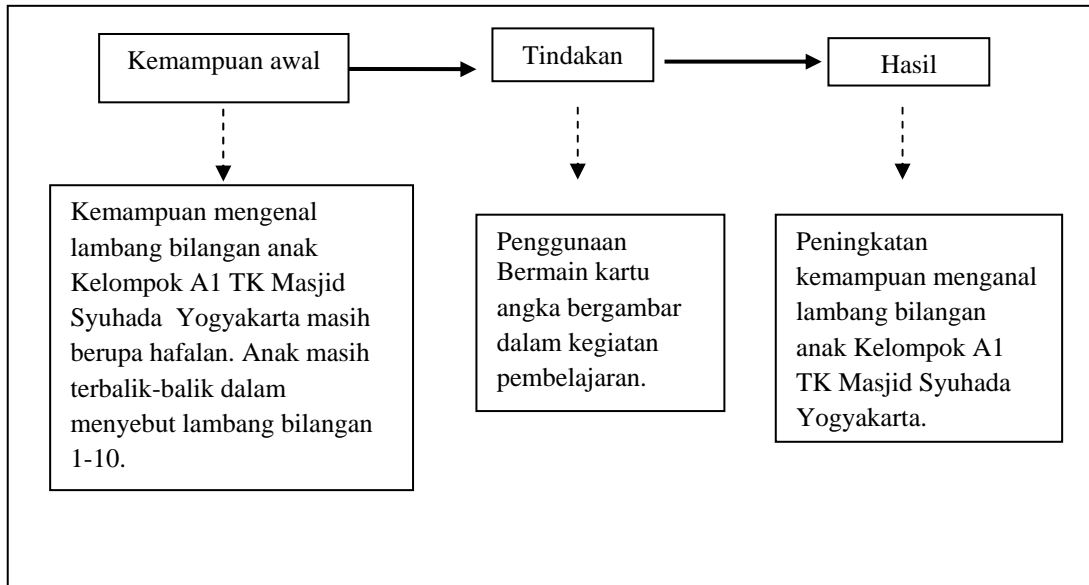 Kemampuan awal
Tindakan
Hasil
Kemampuan mengenal
lambang bilangan anak
Kelompok A1 TK Masjid
Syuhada Yogyakarta masih
berupa hafalan. Anak masih
terbalik-balik dalam
menyebut lambang bilangan
1-10.
Penggunaan
Bermain kartu
angka bergambar
dalam kegiatan
pembelajaran.
Peningkatan
kemampuan menganal
lambang bilangan
anak Kelompok A1
TK Masjid Syuhada
Yogyakarta.